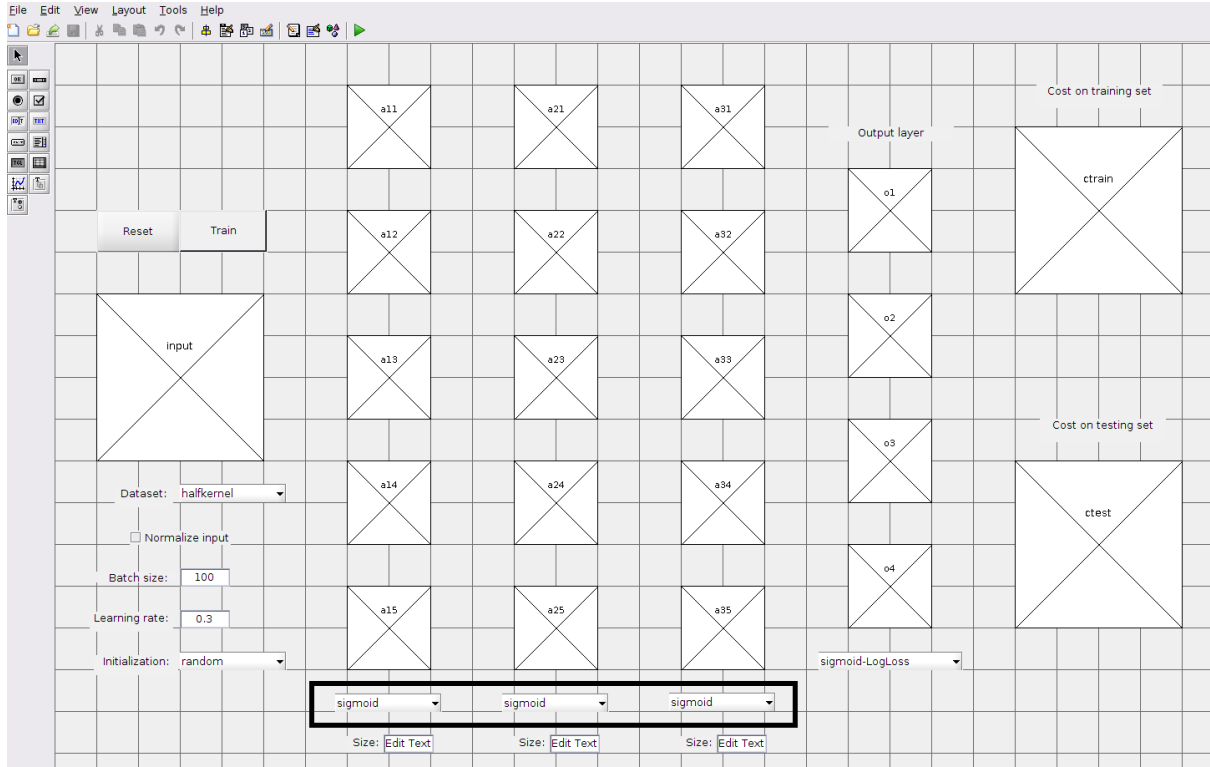 File Edit View Layout Tools Help
Cost on training set
a11 a21 a31
Output layer
ctrain
o1
Reset Train
a12 a22 a32
o2
input
a13 a23 a33
Cost on testing set
o3
a14 a24 a34
Dataset: halfkernel
ctest
Normalize input
o4
Batch size: 100
a15 a25 a35
Learning rate: 0.3
Initialization: random
sigmoid-LogLoss
sigmoid sigmoid sigmoid
Size: Edit Text Size: Edit Text Size: Edit Text